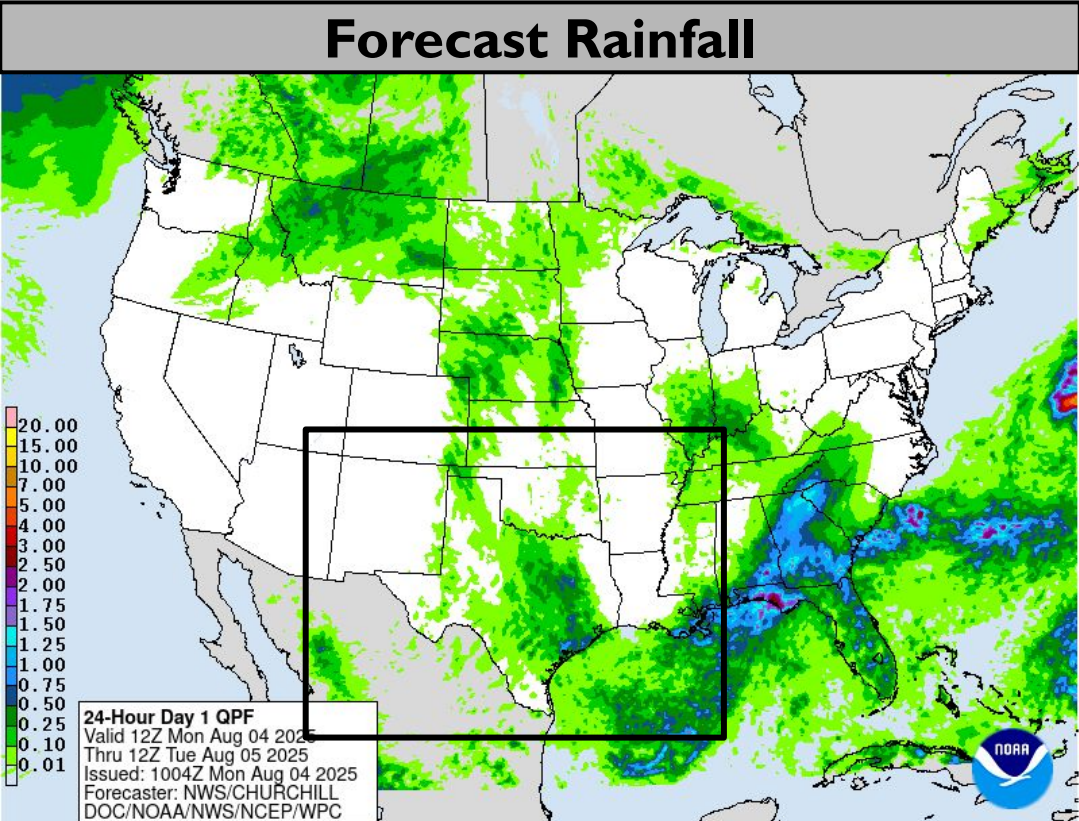 Forecast Rainfall
20.00
15.00
10.00
7.00
5.00
4.00
3.00
2.50
2.00
1.75
1.50
1.25
1.00
0.75
0.50
0.25
0.10
0.01
24-Hour Day 1 QPF
Valid 12Z Mon Aug 04 2025
Thru 12Z Tue Aug 05 2025
Issued: 1004Z Mon Aug 04 2025
Forecaster: NWS/CHURCHILL
DOC/NOAA/NWS/NCEP/WPC
NOAA